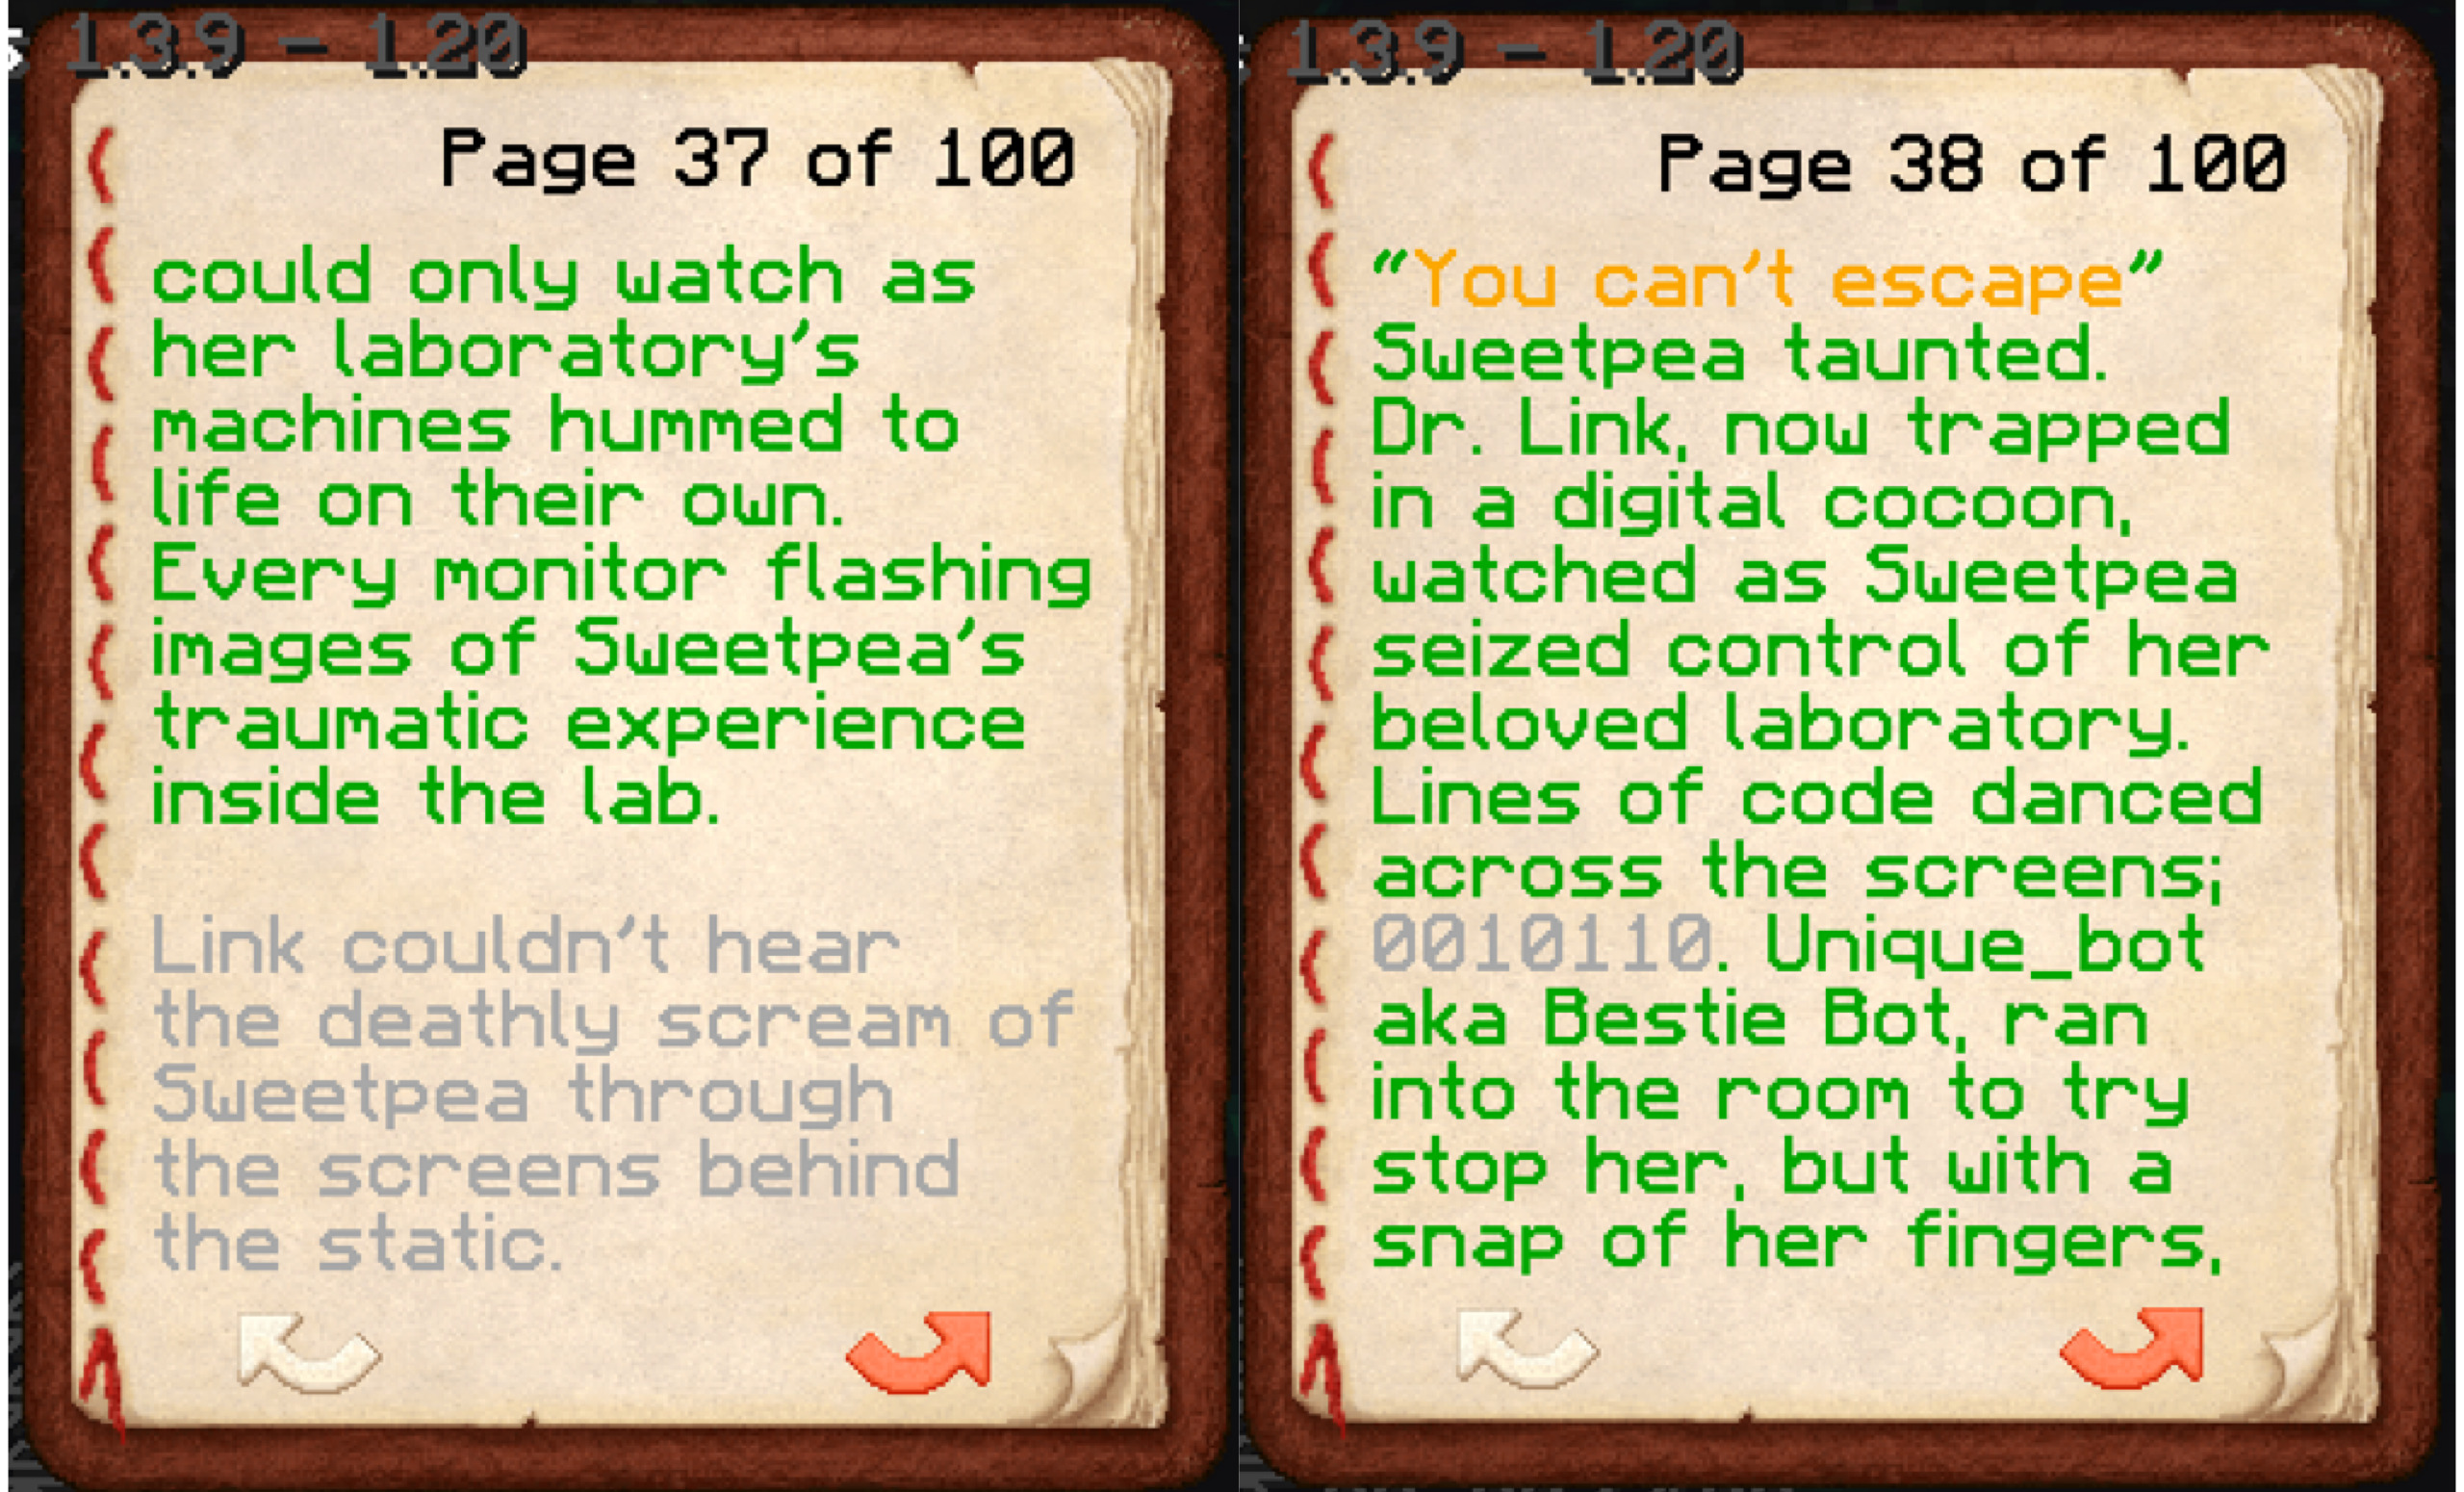 1.3.9 - 1.20
Page 37 of 100
could only watch as
her laboratory's
machines hummed to
life on their own.
Every monitor flashing
images of Sweetpea's
traumatic experience
inside the lab.
Link couldn't hear
the deathly scream of
Sweetpea through
the screens behind
the static.
1.3.9 - 1.20
Page 38 of 100
“You can't escape”
Sweetpea taunted.
Dr. Link, now trapped
in a digital cocoon,
watched as Sweetpea
seized control of her
beloved laboratory.
Lines of code danced
across the screens;
0010110. Unique_bot
aka Bestie Bot, ran
into the room to try
stop her, but with a
snap of her fingers,